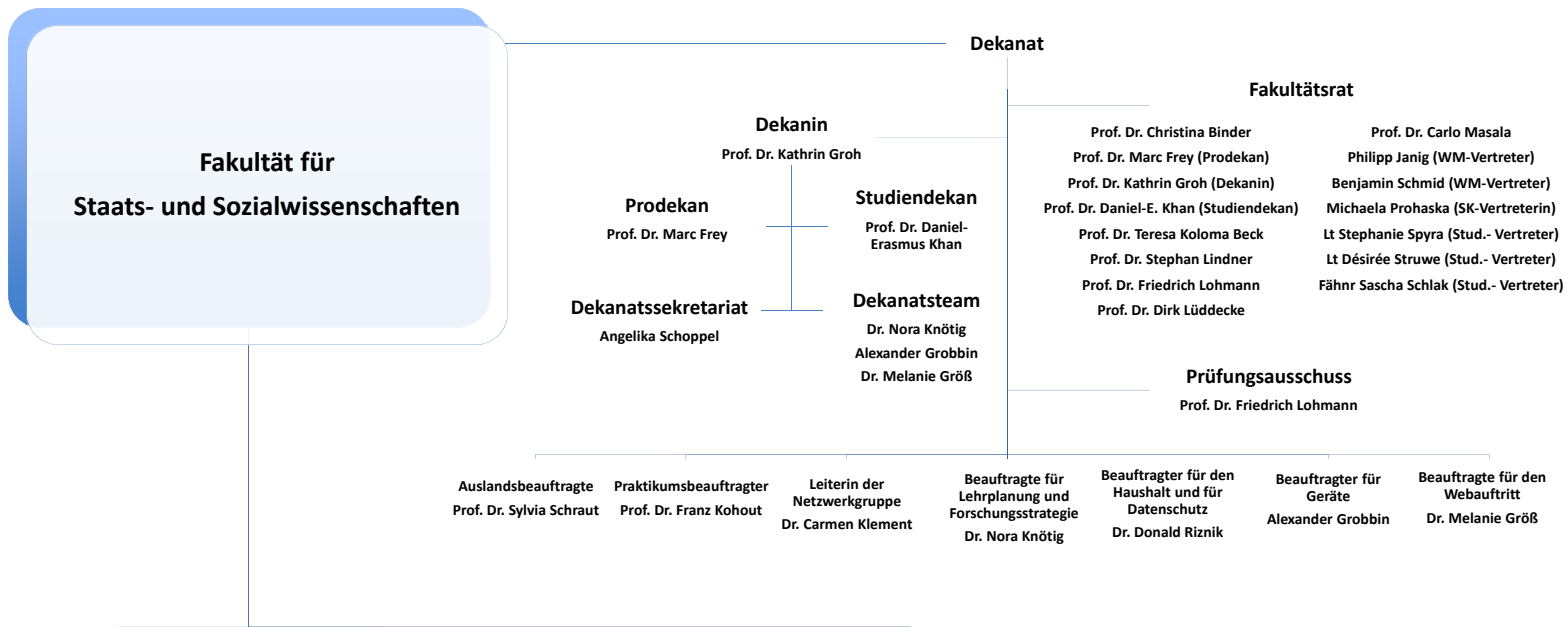 Fakultät für
Staats- und Sozialwissenschaften
Dekanat
Dekanin
Prof. Dr. Kathrin Groh
Prodekan
Prof. Dr. Marc Frey
Studiendekan
Prof. Dr. Daniel-
Erasmus Khan
Dekanatssekretariat
Angelika Schoppel
Dekanatsteam
Dr. Nora Knötig
Alexander Grobbin
Dr. Melanie Größ
Fakultätsrat
Prof. Dr. Christina Binder
Prof. Dr. Marc Frey (Prodekan)
Prof. Dr. Kathrin Groh (Dekanin)
Prof. Dr. Daniel-E. Khan (Studiendekan)
Prof. Dr. Teresa Koloma Beck
Prof. Dr. Stephan Lindner
Prof. Dr. Friedrich Lohmann
Prof. Dr. Dirk Lüddecke
Prof. Dr. Carlo Masala
Philipp Janig (WM-Vertreter)
Benjamin Schmid (WM-Vertreter)
Michaela Prohaska (SK-Vertreterin)
Lt Stephanie Spyra (Stud.- Vertreter)
Lt Désirée Struwe (Stud.- Vertreter)
Fähnr Sascha Schlak (Stud.- Vertreter)
Prüfungsausschuss
Prof. Dr. Friedrich Lohmann
Auslandsbeauftragte
Prof. Dr. Sylvia Schraut
Praktikumsbeauftragter
Prof. Dr. Franz Kohout
Leiterin der
Netzwerkgruppe
Dr. Carmen Klement
Beauftragte für
Lehrplanung und
Forschungsstrategie
Dr. Nora Knötig
Beauftragter für den
Haushalt und für
Datenschutz
Dr. Donald Riznik
Beauftragter für
Geräte
Alexander Grobbin
Beauftragte für den
Webauftritt
Dr. Melanie Größ